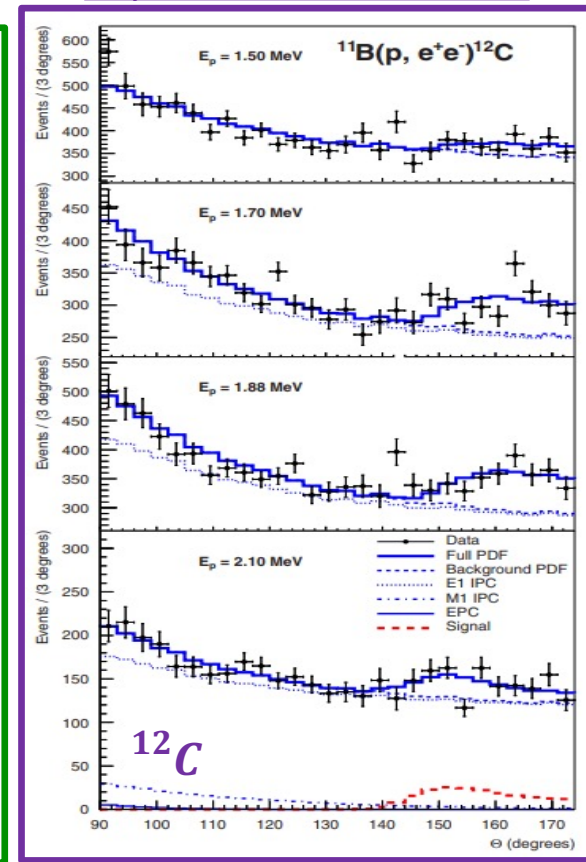 ¹¹B(p, e⁺e⁻)¹²C
Eₚ = 1.50 MeV
Events / (3 degrees)
600
550
500
450
400
350
Eₚ = 1.70 MeV
Events / (3 degrees)
450
400
350
300
250
Eₚ = 1.88 MeV
Events / (3 degrees)
550
500
450
400
350
300
Eₚ = 2.10 MeV
Events / (3 degrees)
300
250
200
150
100
50
0
Data
Full PDF
Background PDF
E1 IPC
M1 IPC
EPC
Signal
¹²C
90 100 110 120 130 140 150 160 170
Θ (degrees)